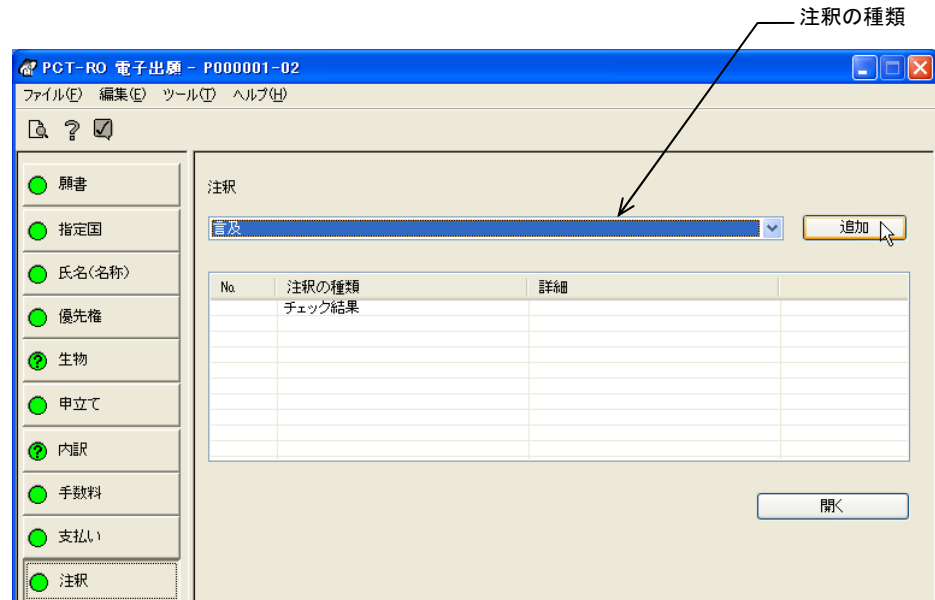 注釈の種類
PCT-RO 電子出願 - P000001-02
ファイル(F) 編集(E) ツール(T) ヘルプ(H)
願書
指定国
氏名(名称)
優先権
生物
申立て
内訳
手数料
支払い
注釈
注釈
言及
追加
No. 注釈の種類 詳細
チェック結果
開く